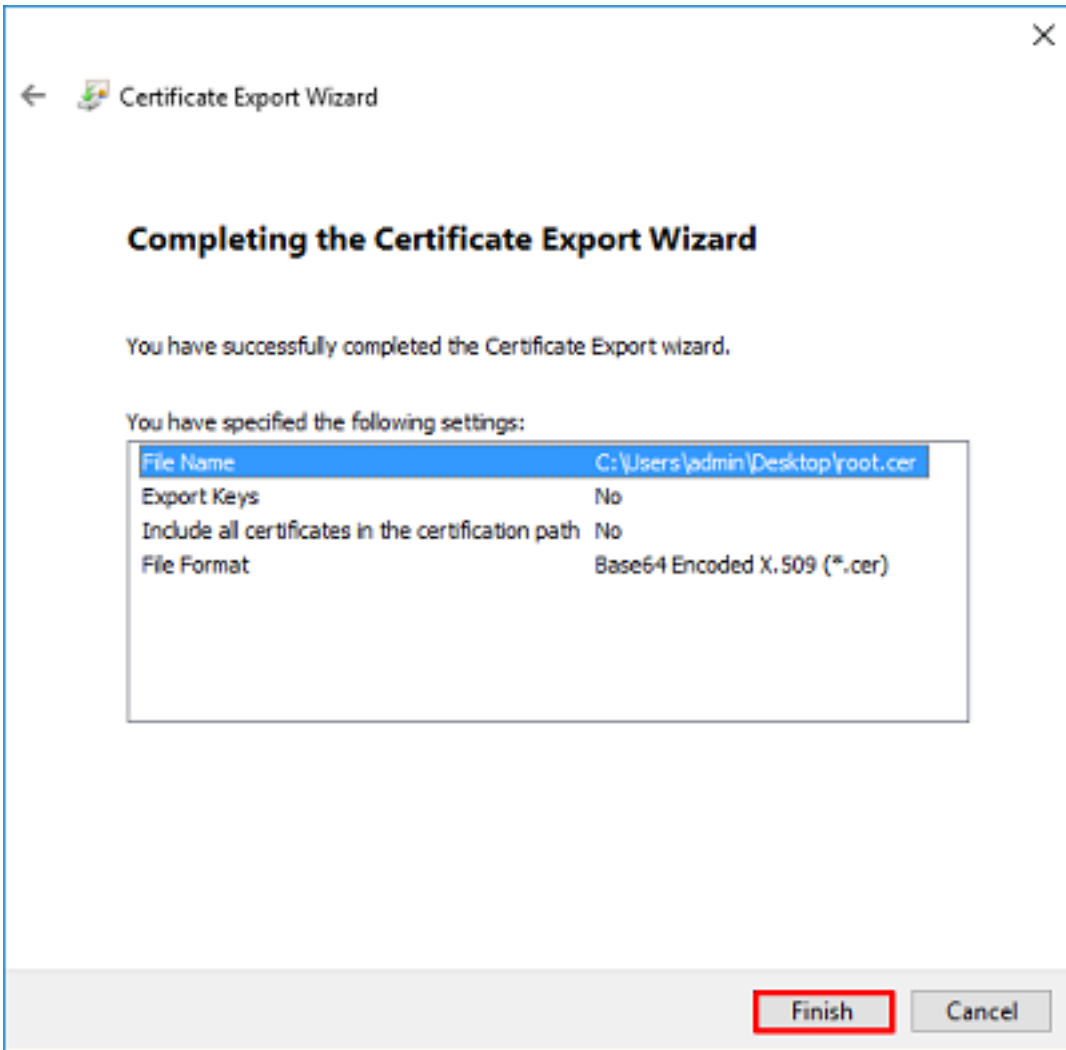 Certificate Export Wizard
Completing the Certificate Export Wizard
You have successfully completed the Certificate Export wizard.
You have specified the following settings:
File Name C:\Users\admin\Desktop\root.cer
Export Keys No
Include all certificates in the certification path No
File Format Base64 Encoded X.509 (*.cer)
Finish Cancel